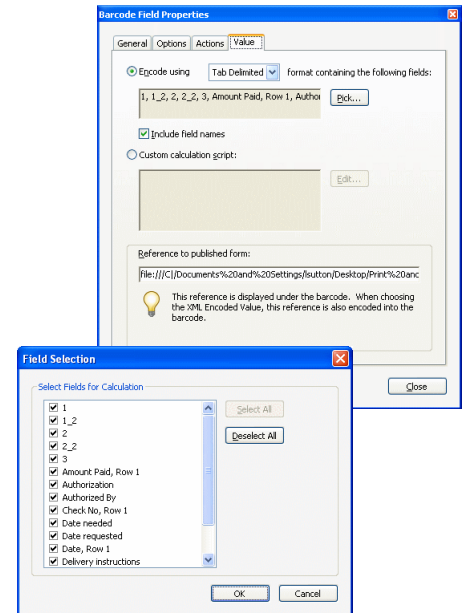 Barcode Field Properties
General Options Actions Value
Encode using Tab Delimited format containing the following fields:
1, 1_2, 2, 2_2, 3, Amount Paid, Row 1, Author Pick...
Include field names
Custom calculation script:
Edit...
Reference to published form:
file:///C|/Documents%20and%20Settings/lsutton/Desktop/Print%20and
This reference is displayed under the barcode. When choosing
the XML Encoded Value, this reference is also encoded into the
barcode.
Close
Field Selection
Select Fields for Calculation
1
Select All
1_2
2
Deselect All
2_2
3
Amount Paid, Row 1
Authorization
Authorized By
Check No, Row 1
Date needed
Date requested
Date, Row 1
Delivery instructions
OK Cancel